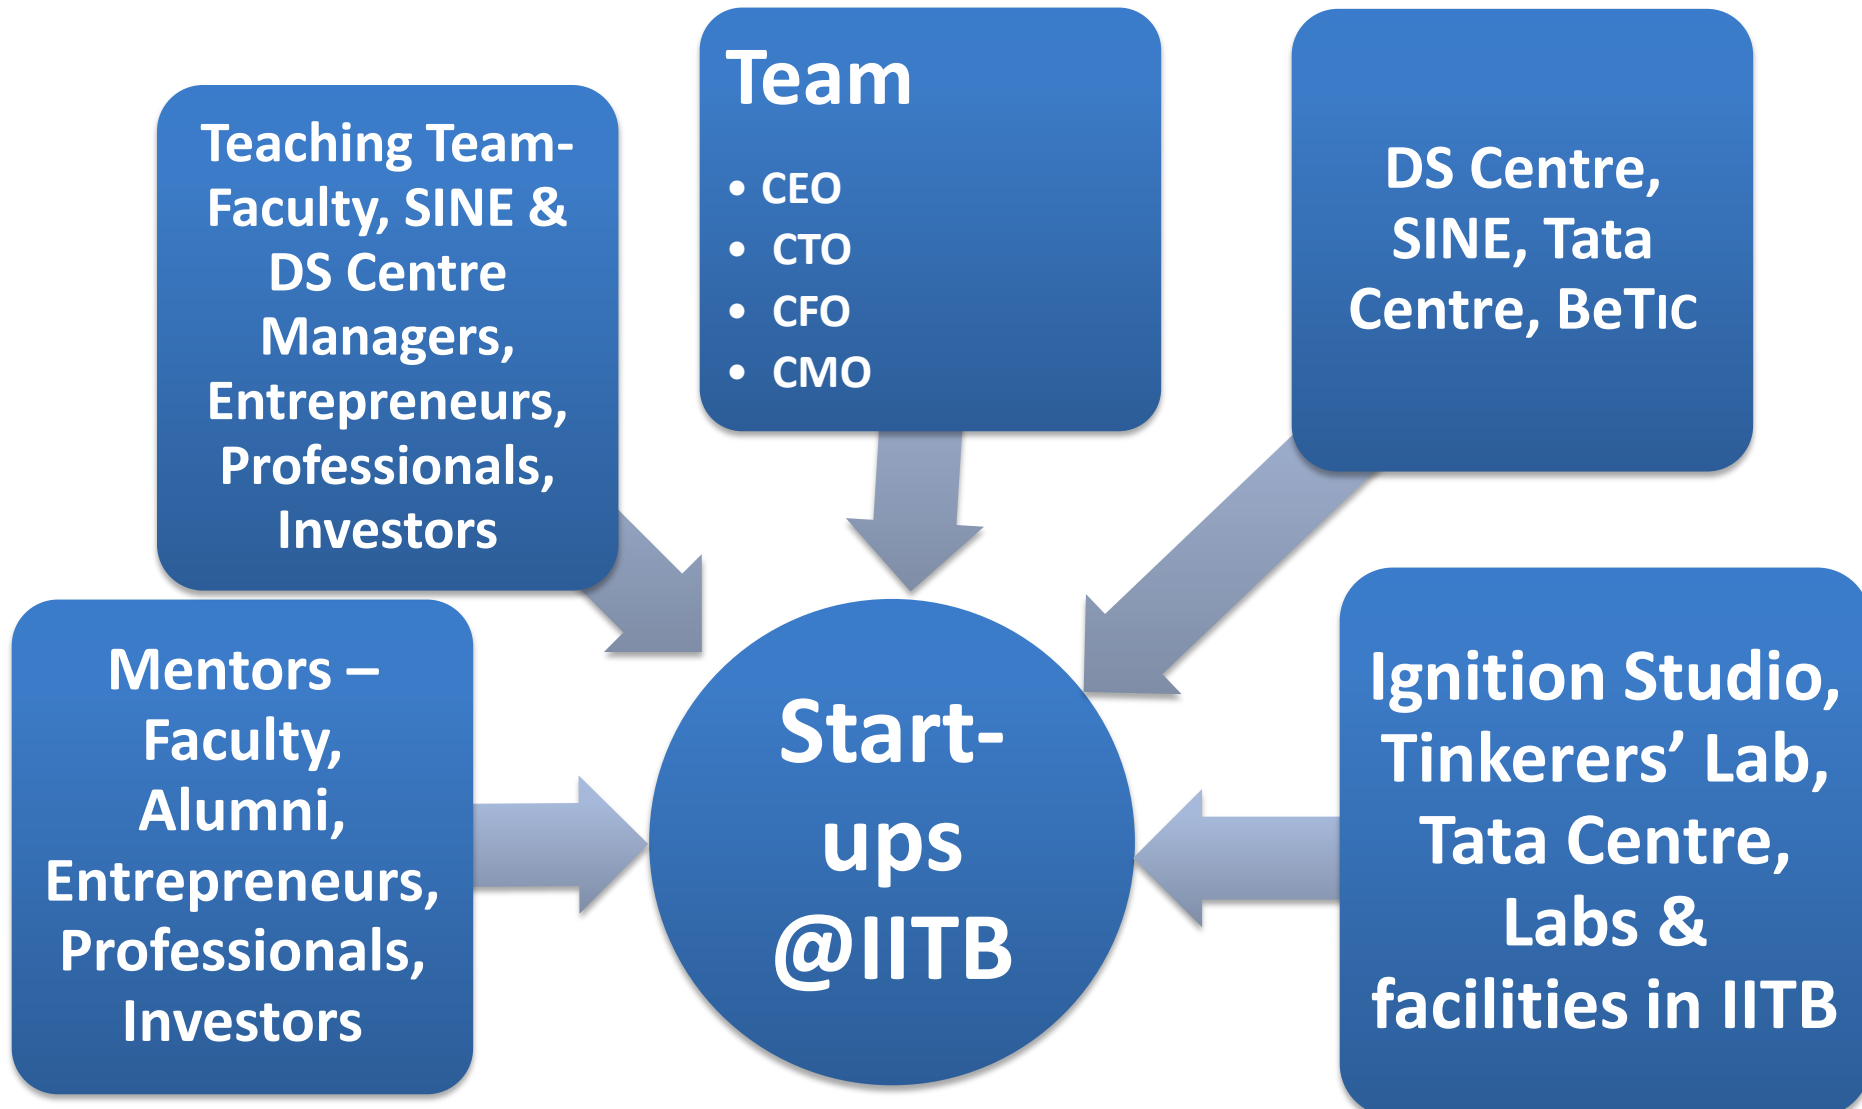 Teaching Team-
Faculty, SINE &
DS Centre
Managers,
Entrepreneurs,
Professionals,
Investors
Team
• CEO
• CTO
• CFO
• CMO
DS Centre,
SINE, Tata
Centre, BeTIC
Mentors –
Faculty,
Alumni,
Entrepreneurs,
Professionals,
Investors
Start-
ups
@IITB
Ignition Studio,
Tinkerers’ Lab,
Tata Centre,
Labs &
facilities in IITB